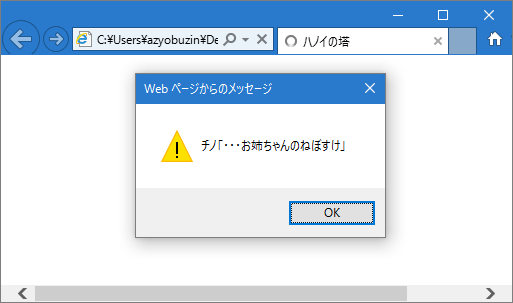 C:¥Users¥azyobuzin¥De
ハノイの塔
Web ページからのメッセージ
チノ「・・・お姉ちゃんのねぼすけ」
OK